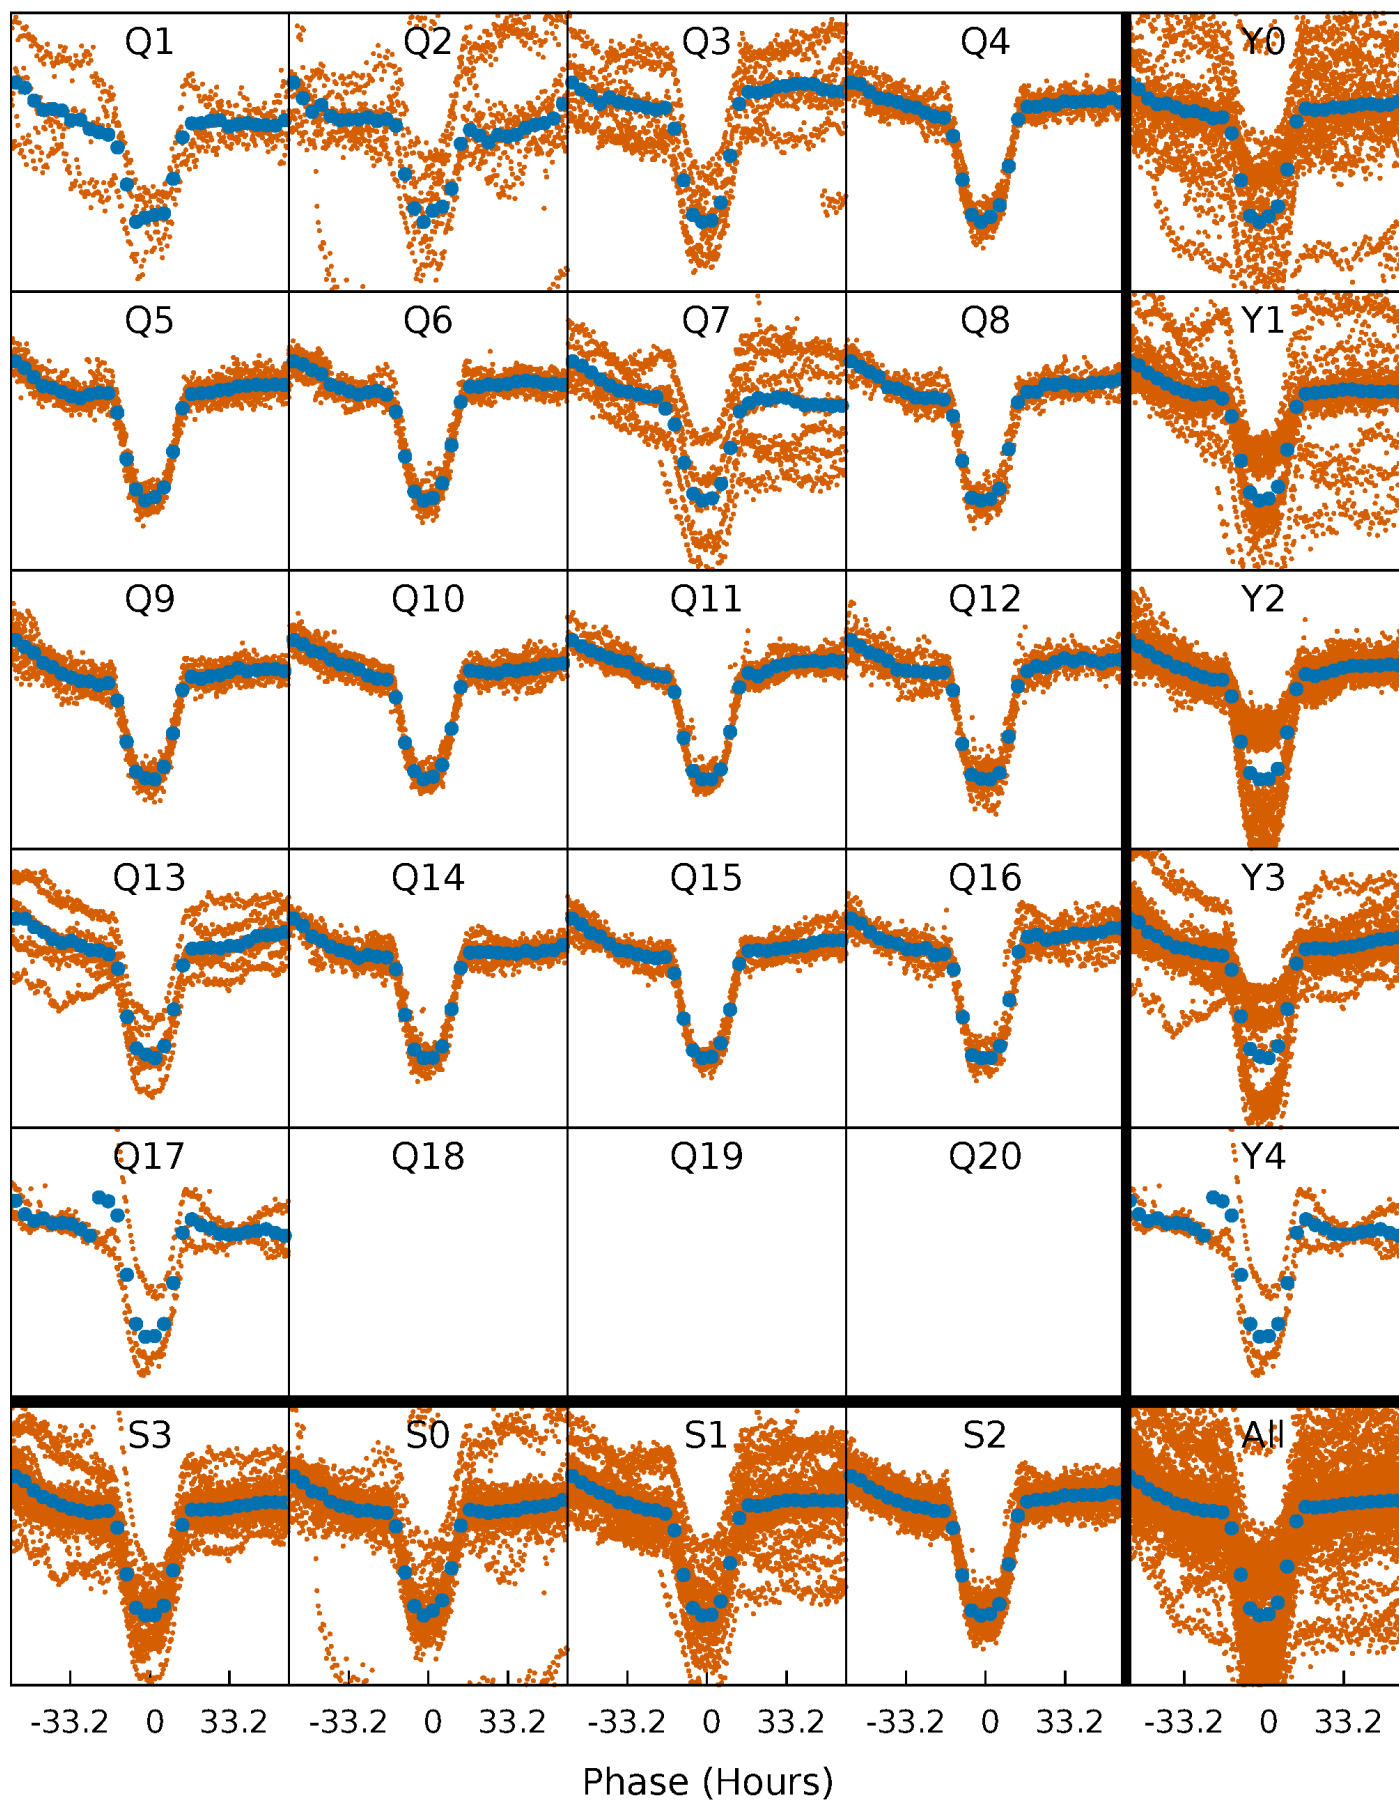 Q1 Q2 Q3 Q4 Y0
Q5 Q6 Q7 Q8 Y1
Q9 Q10 Q11 Q12 Y2
Q13 Q14 Q15 Q16 Y3
Q17 Q18 Q19 Q20 Y4
S3 S0 S1 S2 All
-33.2 0 33.2 -33.2 0 33.2 -33.2 0 33.2 -33.2 0 33.2 -33.2 0 33.2
Phase (Hours)